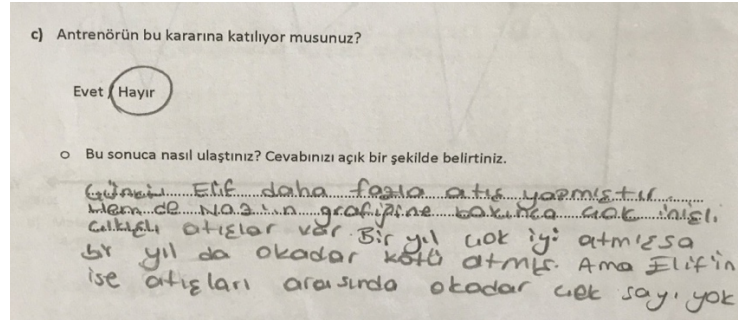 c) Antrenörün bu kararına katılıyor musunuz?
Evet / Hayır
o Bu sonuca nasıl ulaştınız? Cevabınızı açık bir şekilde belirtiniz.
Çünkü Elif daha fazla atış yapmıştır.
Hem de Nazın grafiğine bakınca çok inişli
çıkışlı atışlar var. Bir yıl çok iyi atmışsa
bir yıl da okadar kötü atmış. Ama Elif'in
ise atışları arasında okadar çok sayı yok